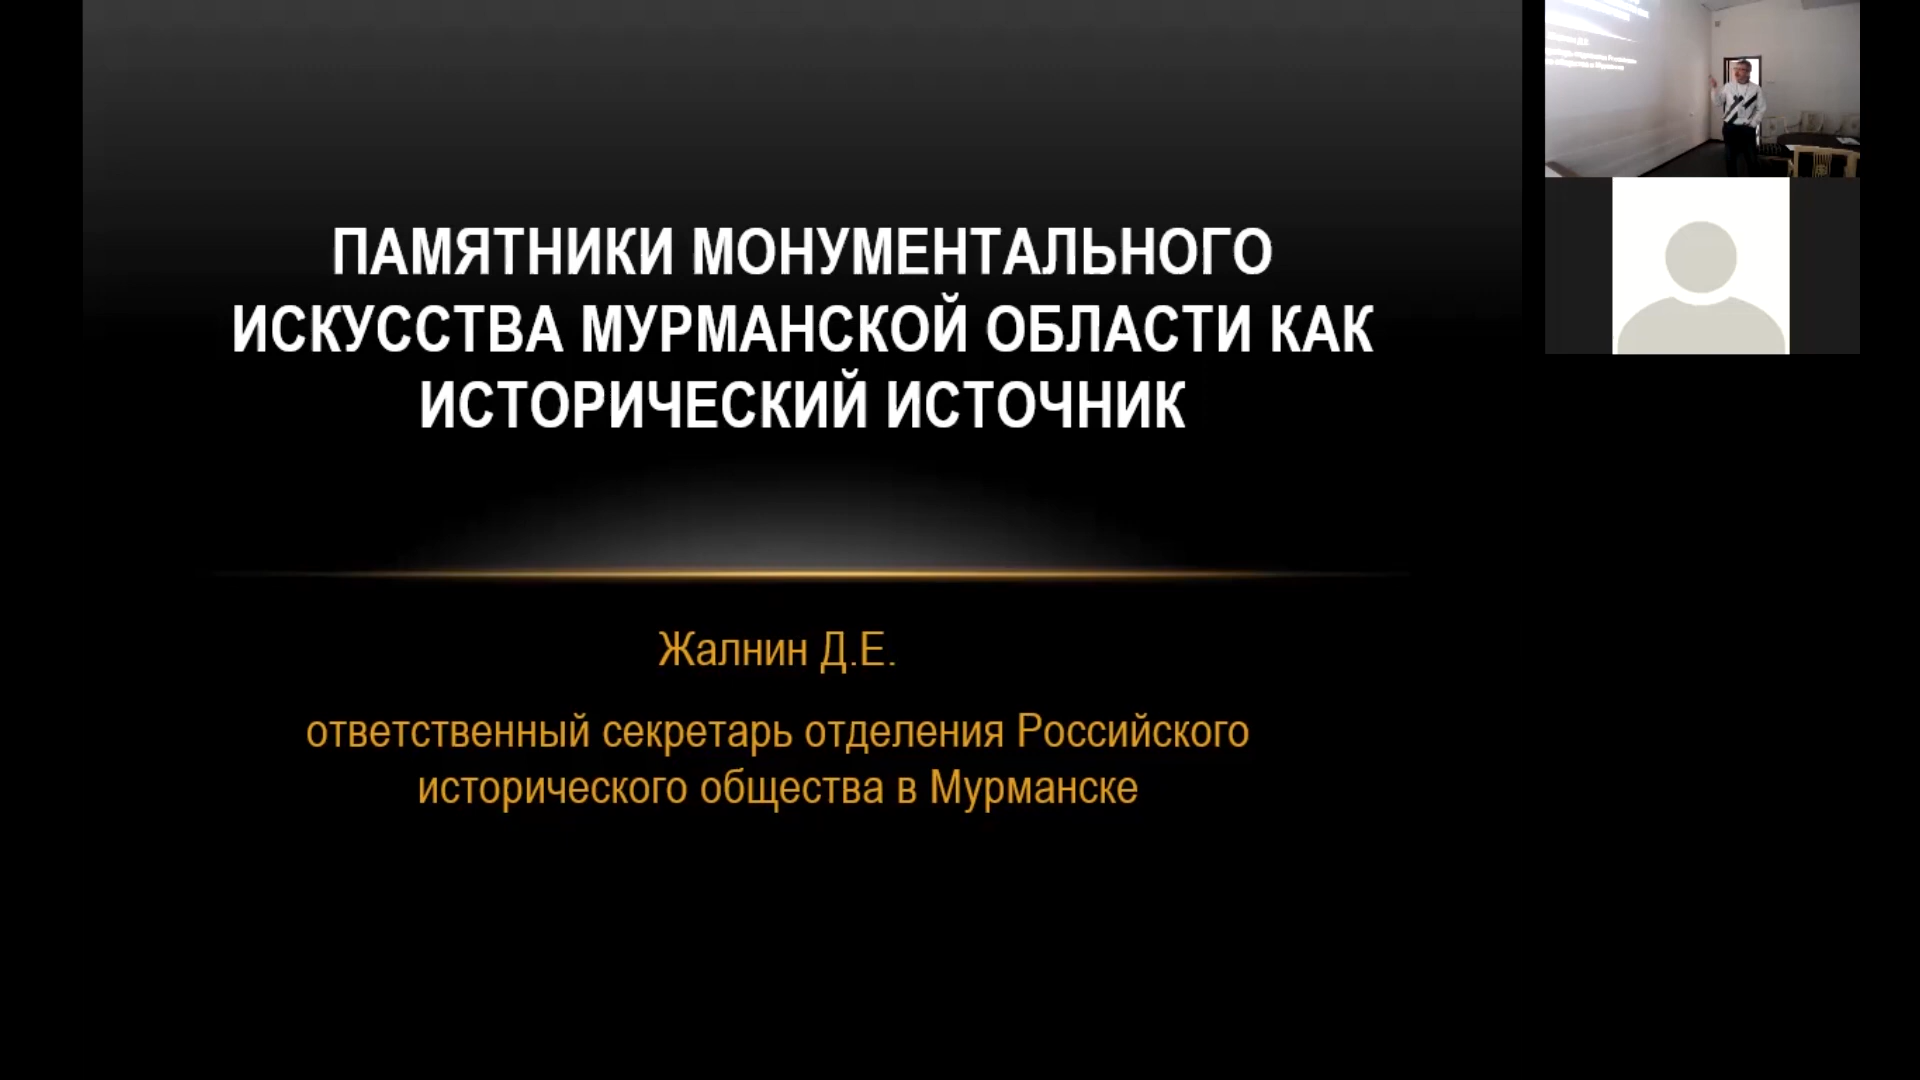 ПАМЯТНИКИ МОНУМЕНТАЛЬНОГО
ИСКУССТВА МУРМАНСКОЙ ОБЛАСТИ КАК
ИСТОРИЧЕСКИЙ ИСТОЧНИК
Жалнин Д.Е.
ответственный секретарь отделения Российского
исторического общества в Мурманске